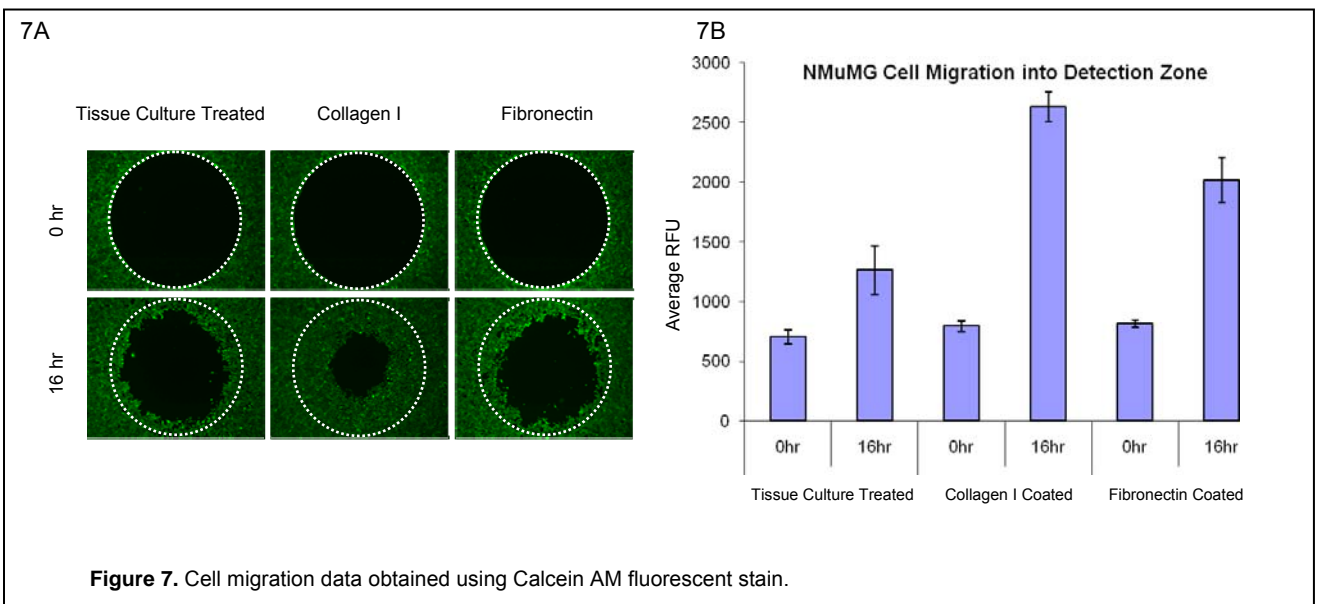 7A
Tissue Culture Treated Collagen I Fibronectin
0 hr
16 hr
7B
NMuMG Cell Migration into Detection Zone
Average RFU
3000
2500
2000
1500
1000
500
0
0hr 16hr 0hr 16hr 0hr 16hr
Tissue Culture Treated Collagen I Coated Fibronectin Coated
Figure 7. Cell migration data obtained using Calcein AM fluorescent stain.